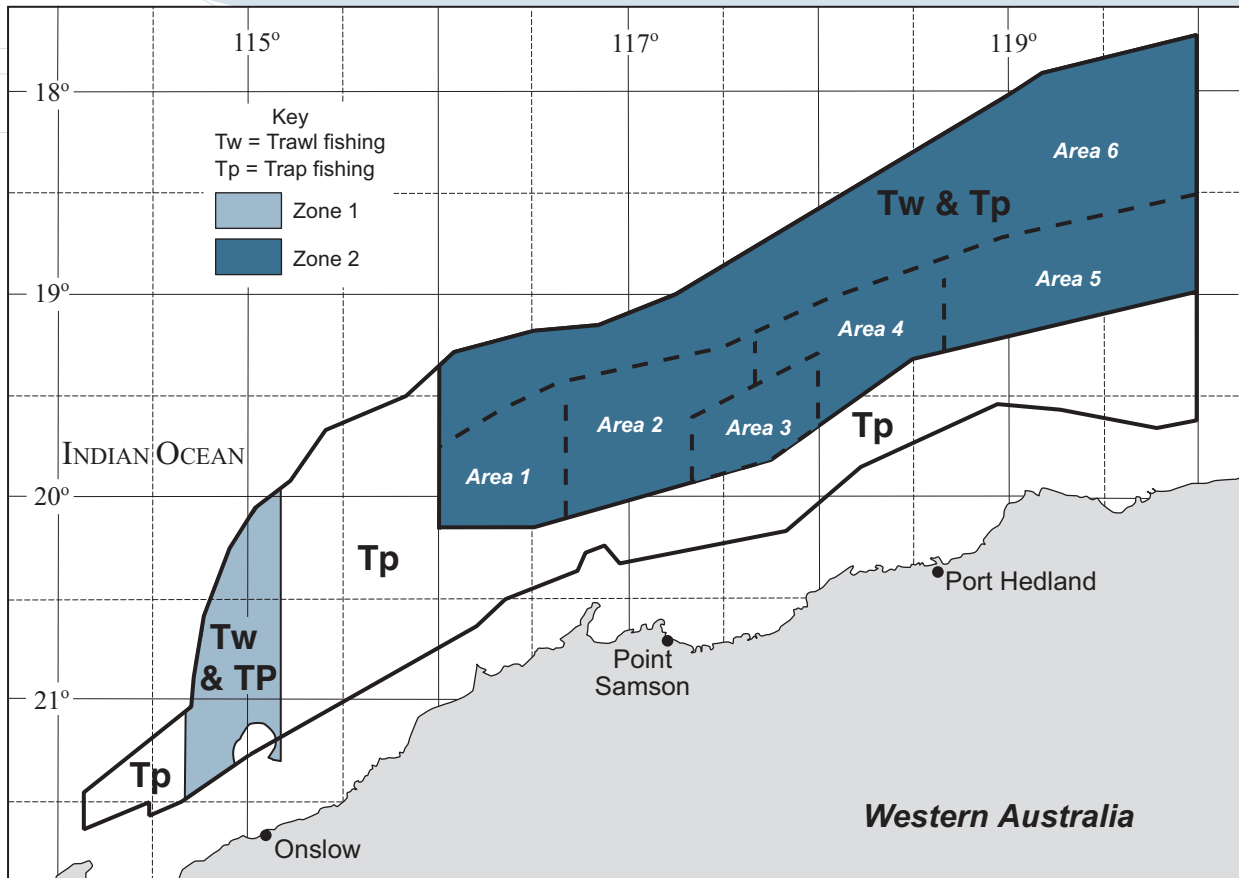 115º
117º
119º
18º
19º
20º
21º
Key
Tw = Trawl fishing
Tp = Trap fishing
Zone 1
Zone 2
Area 6
Tw & Tp
Area 5
Area 4
Area 2
Area 3
Area 1
Tp
INDIAN OCEAN
Tp
Tw
& TP
Tp
Port Hedland
Point
Samson
Onslow
Western Australia